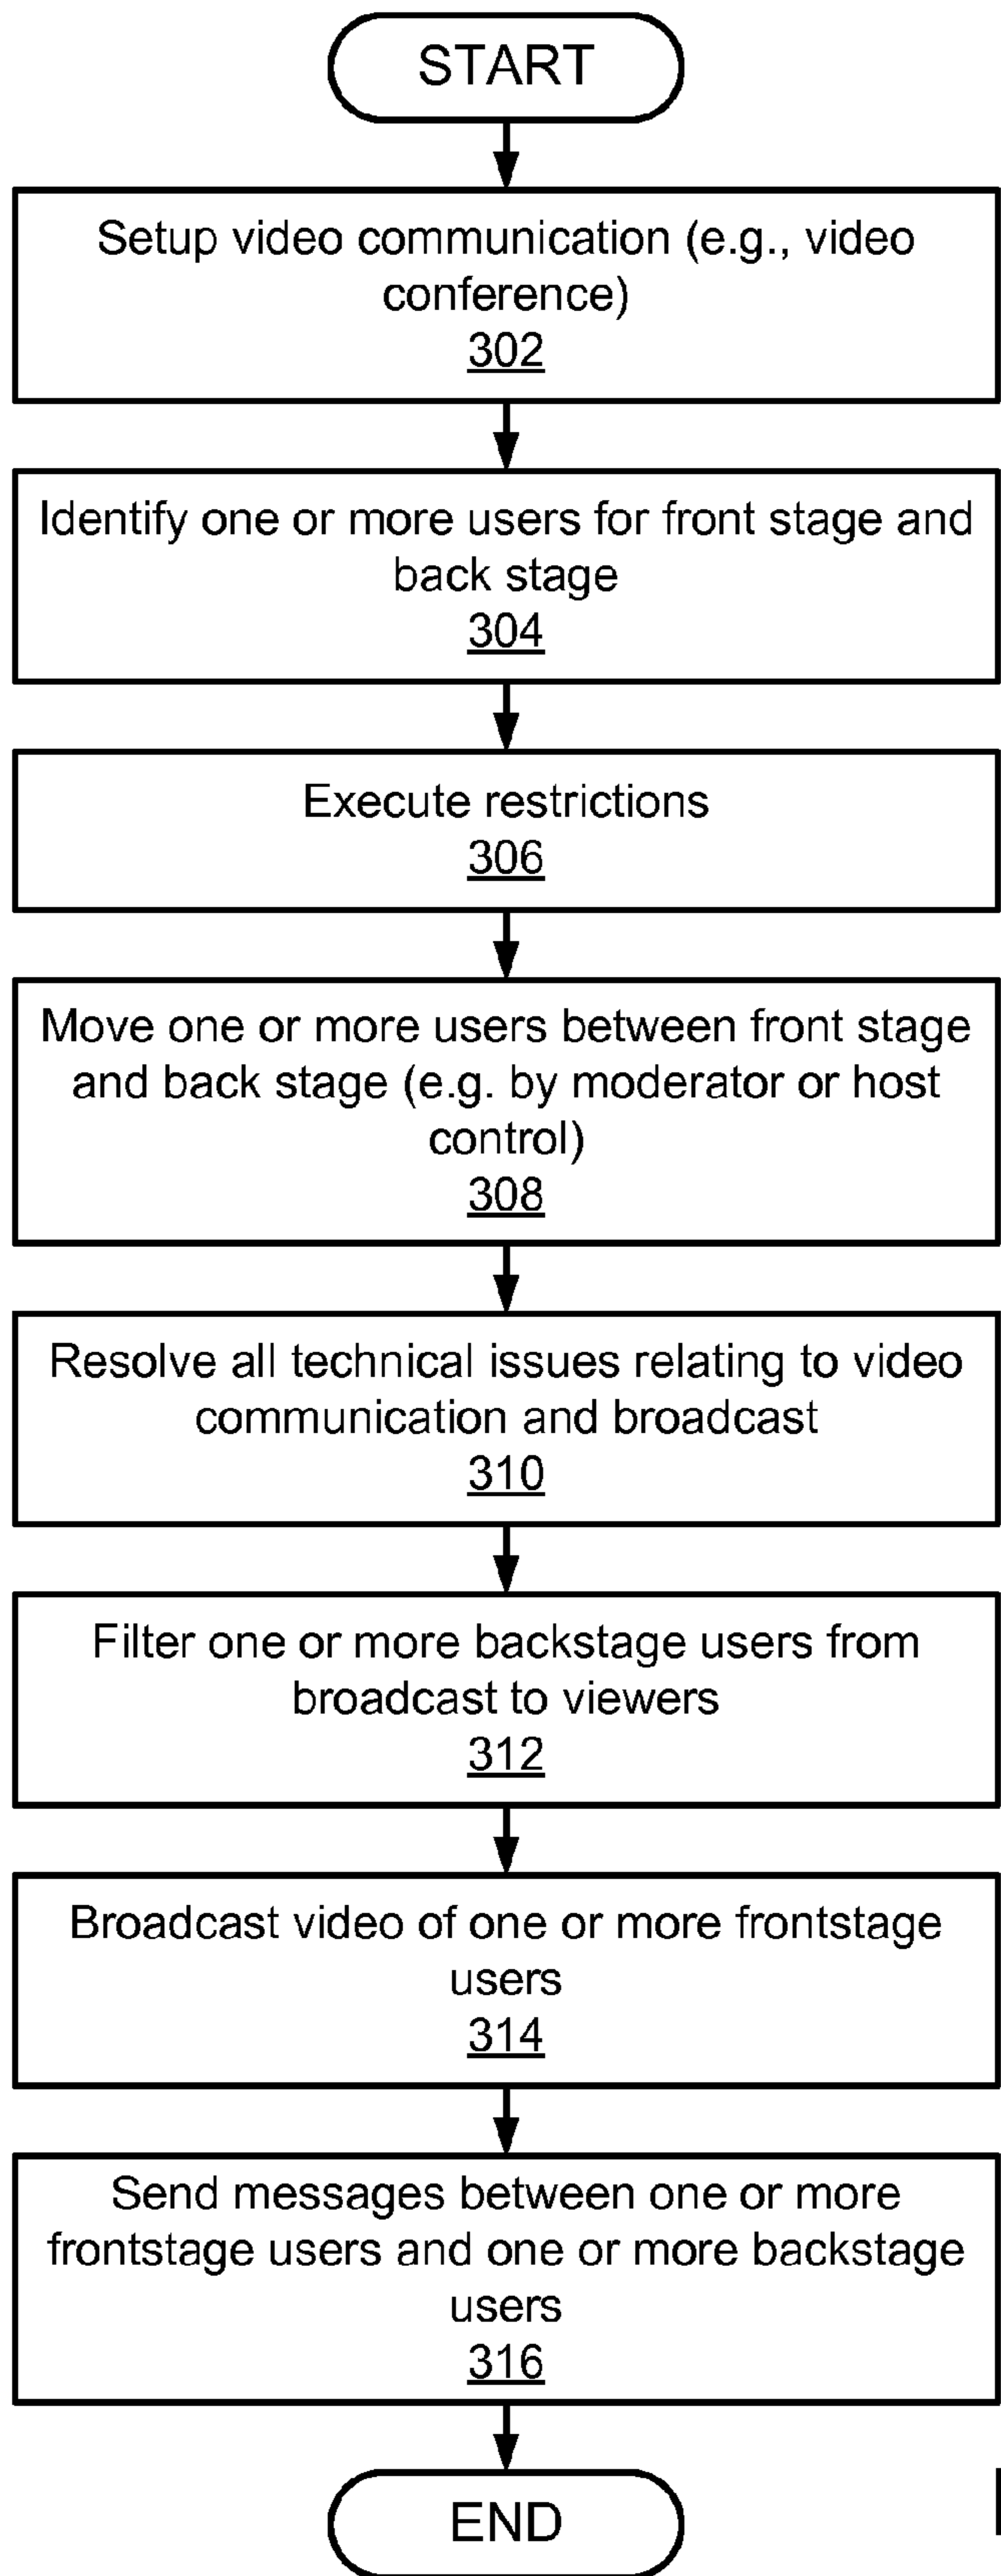 START
Setup video communication (e.g., video
conference)
302
Identify one or more users for front stage and
back stage
304
Execute restrictions
306
Move one or more users between front stage
and back stage (e.g. by moderator or host
control)
308
Resolve all technical issues relating to video
communication and broadcast
310
Filter one or more backstage users from
broadcast to viewers
312
Broadcast video of one or more frontstage
users
314
Send messages between one or more
frontstage users and one or more backstage
users
316
END